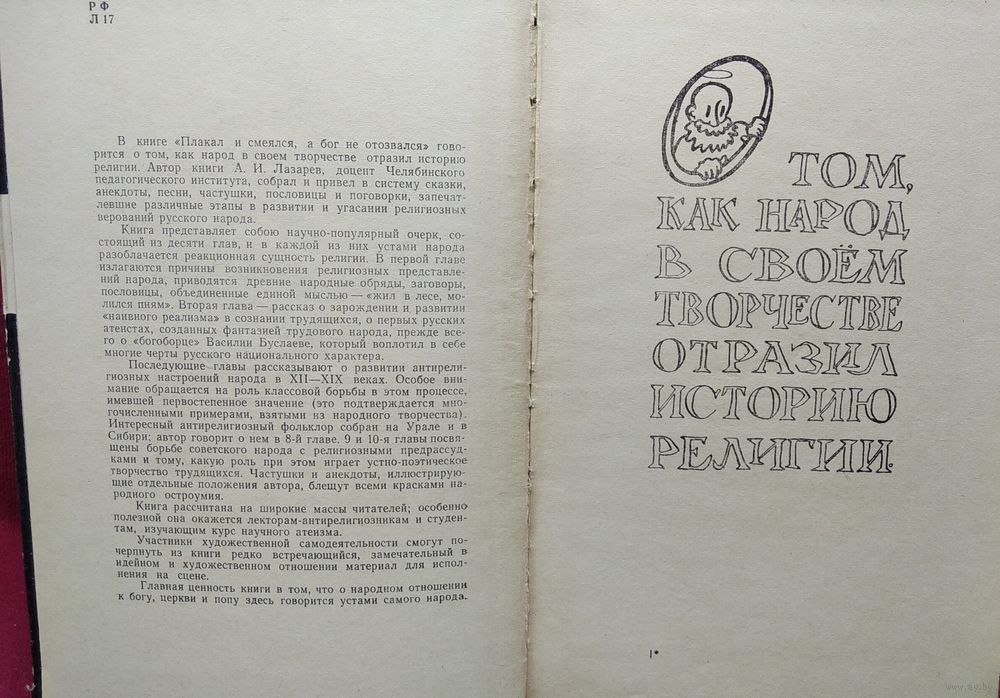 РФ
Л 17
В книге «Плакал и смеялся, а бог не отозвался» гово-
рится о том, как народ в своем творчестве отразил историю
религии. Автор книги А. И. Лазарев, доцент Челябинского
педагогического института, собрал и привел в систему сказки,
анекдоты, песни, частушки, пословицы и поговорки, запечат-
левшие различные этапы в развитии и угасании религиозных
верований русского народа.
Книга представляет собою научно-популярный очерк, со-
стоящий из десяти глав, и в каждой из них устами народа
разоблачается реакционная сущность религии. В первой главе
излагаются причины возникновения религиозных представле-
ний народа, приводятся древние народные обряды, заговоры,
пословицы, объединенные единой мыслью — «жил в лесе, мо-
лился пням». Вторая глава — рассказ о зарождении и развитии
«наивного реализма» в сознании трудящихся, о первых русских
атеистах, созданных фантазией трудового народа, прежде все-
го о «богоборце» Василии Буслаеве, который воплотил в себе
многие черты русского национального характера.
Последующие главы рассказывают о развитии антирели-
гиозных настроений народа в XII—XIX веках. Особое вни-
мание обращается на роль классовой борьбы в этом процессе,
имевшей первостепенное значение (это подтверждается мно-
гочисленными примерами, взятыми из народного творчества).
Интересный антирелигиозный фольклор собран на Урале и в
Сибири; автор говорит о нем в 8-й главе. 9 и 10-я главы посвя-
щены борьбе советского народа с религиозными предрассуд-
ками и тому, какую роль при этом играет устно-поэтическое
творчество трудящихся. Частушки и анекдоты, иллюстрирую-
щие отдельные положения автора, блещут всеми красками на-
родного остроумия.
Книга рассчитана на широкие массы читателей; особенно
полезной она окажется лекторам-антирелигиозникам и студен-
там, изучающим курс научного атеизма.
Участники художественной самодеятельности смогут по-
черпнуть из книги редко встречающийся, замечательный в
идейном и художественном отношении материал для испол-
нения на сцене.
Главная ценность книги в том, что о народном отношении
к богу, церкви и попу здесь говорится устами самого народа.
О ТОМ,
КАК НАРОД
В СВОЁМ
ТВОРЧЕСТВЕ
ОТРАЗИЛ
ИСТОРИЮ
РЕЛИГИИ.
1*
www.ay.by